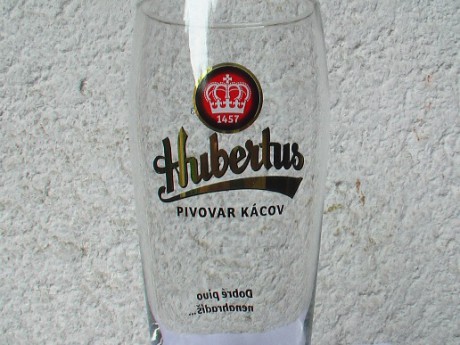 1457
Hubertus
PIVOVAR KÁCOV
Dobré pivo
nenahradíš...